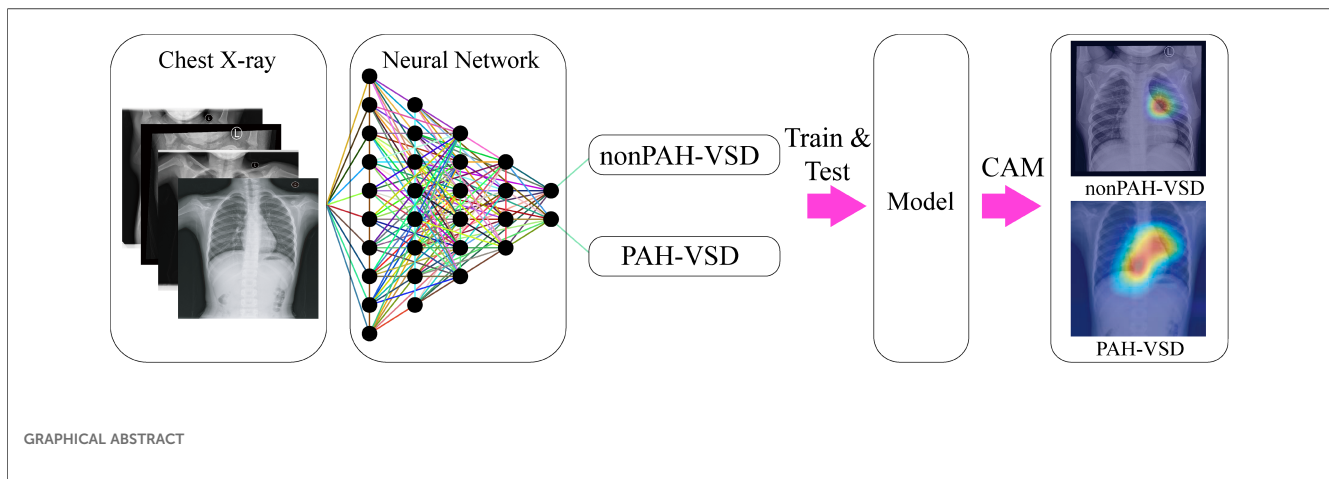 Chest X-ray
L
Neural Network
nonPAH-VSD
PAH-VSD
Train &
Test
Model
CAM
L
nonPAH-VSD
PAH-VSD
GRAPHICAL ABSTRACT